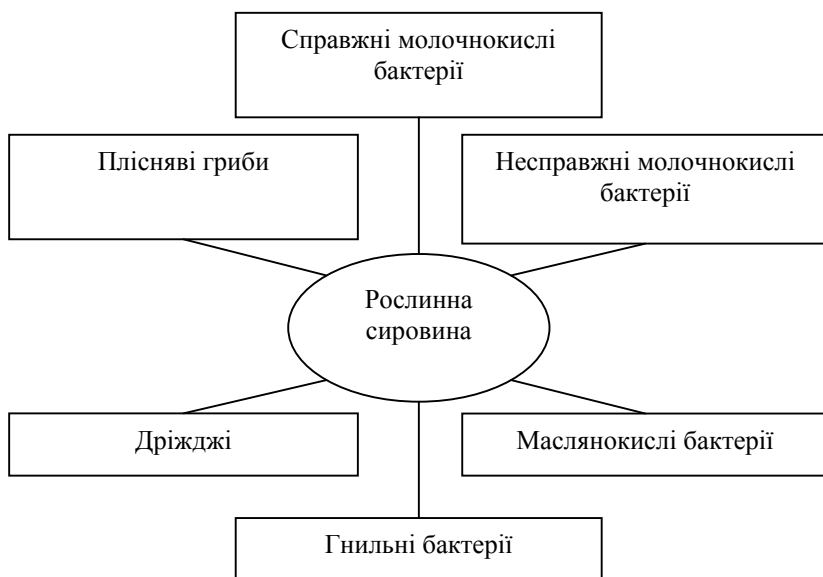 Справжні молочнокислі
бактерії
Плісняві гриби
Несправжні молочнокислі
бактерії
Рослинна
сировина
Дріжджі
Маслянокислі бактерії
Гнильні бактерії